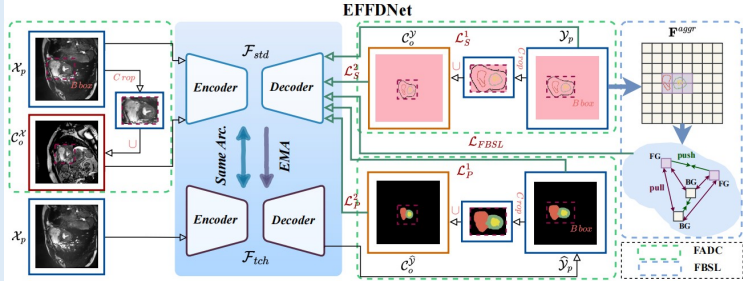 EFFDNet
X_p
Crop
B box
U
C_o^X
X_p
F_std
Encoder
Decoder
Same Arc.
EMA
Encoder
Decoder
F_tch
C_o^Y
L_S^1
Y_p
L_S^2
U
Crop
B box
L_FBSL
L_P^1
L_P^2
U
Crop
B box
C_o^Ŷ
Ŷ_p
F^aggr
FG
push
BG
FG
pull
BG
FADC
FBSL